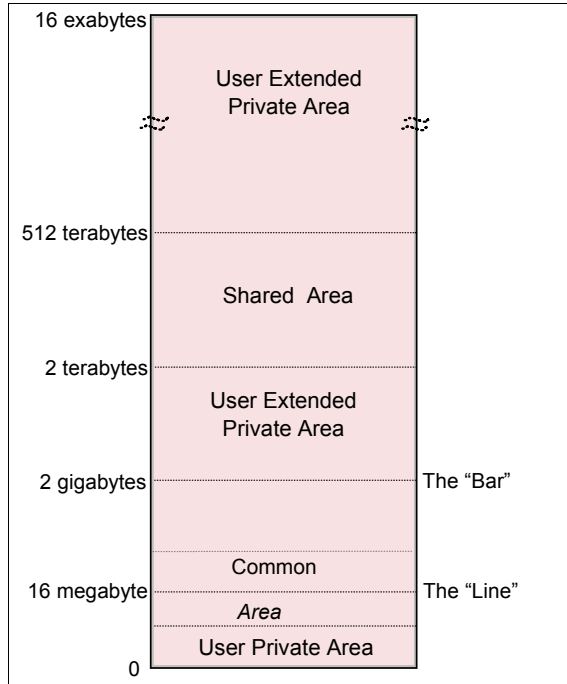 16 exabytes
User Extended
Private Area
512 terabytes
Shared Area
2 terabytes
User Extended
Private Area
2 gigabytes
The “Bar”
Common
16 megabyte
The “Line”
Area
User Private Area
0